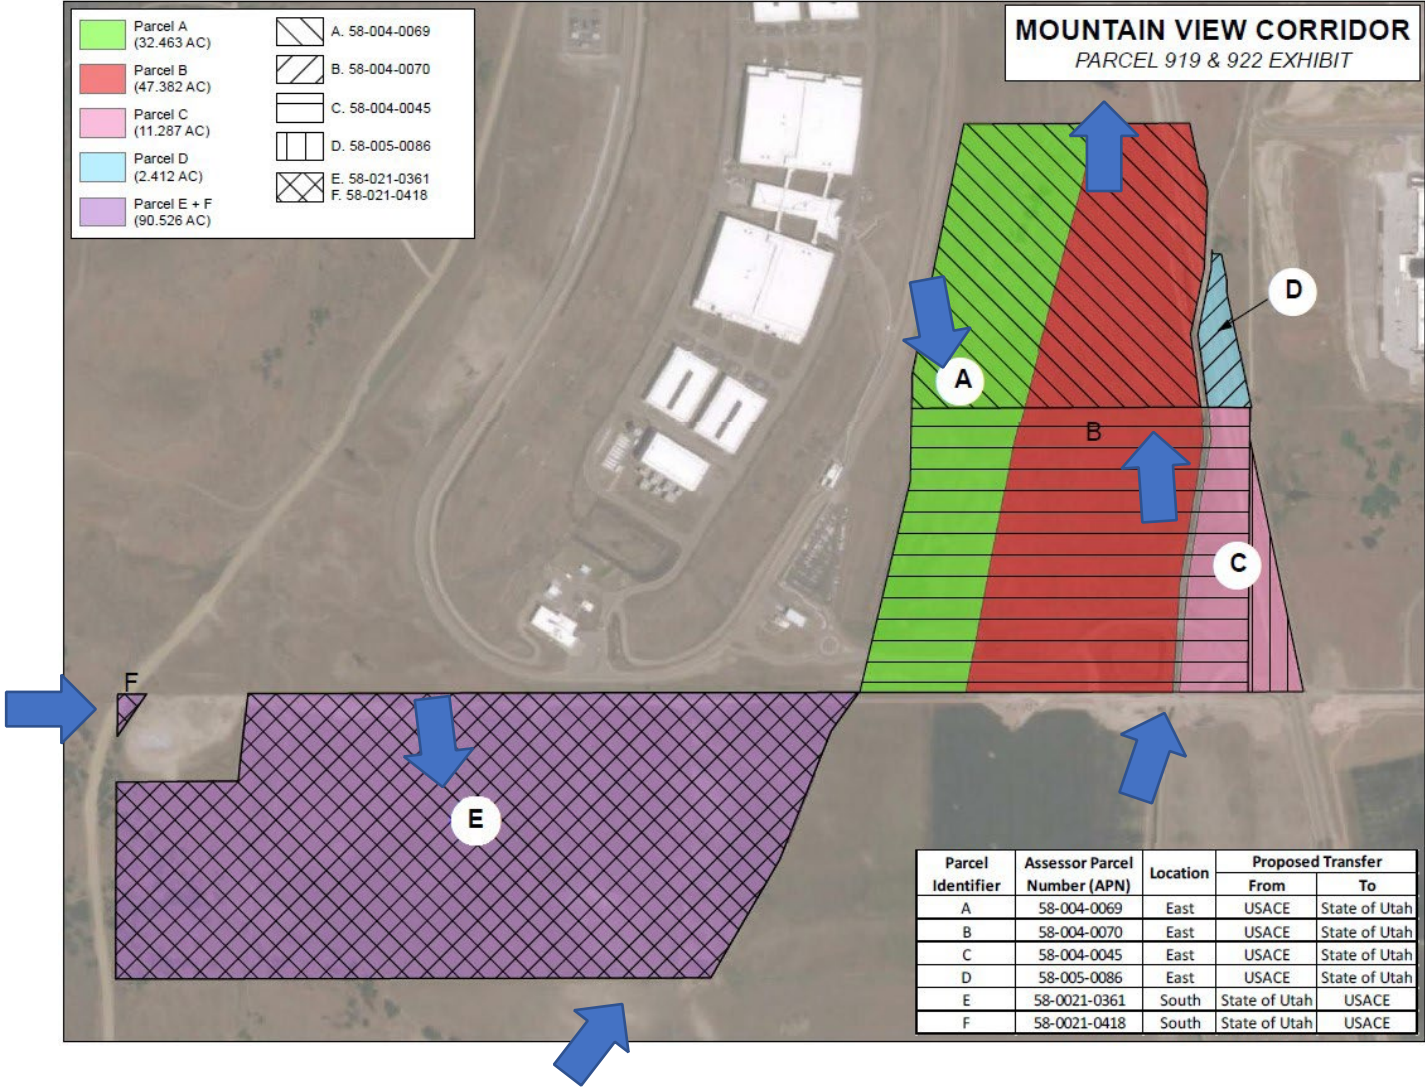 Parcel A
(32.463 AC)
Parcel B
(47.382 AC)
Parcel C
(11.287 AC)
Parcel D
(2.412 AC)
Parcel E + F
(90.526 AC)
A. 58-004-0069
B. 58-004-0070
C. 58-004-0045
D. 58-005-0086
E. 58-021-0361
F. 58-021-0418
MOUNTAIN VIEW CORRIDOR
PARCEL 919 & 922 EXHIBIT
D
A
B
C
F
E
Parcel Identifier Assessor Parcel Number (APN) Location Proposed Transfer
From To
A 58-004-0069 East USACE State of Utah
B 58-004-0070 East USACE State of Utah
C 58-004-0045 East USACE State of Utah
D 58-005-0086 East USACE State of Utah
E 58-0021-0361 South State of Utah USACE
F 58-0021-0418 South State of Utah USACE